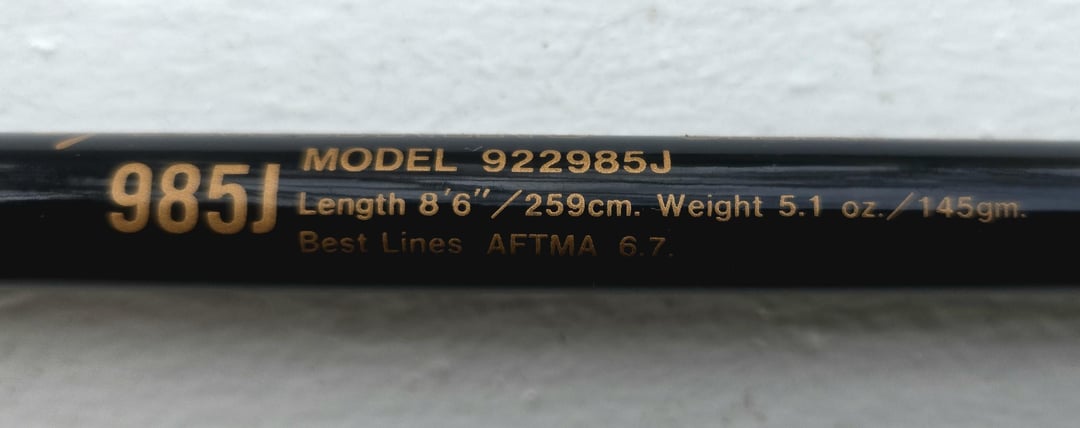 985J
MODEL 922985J
Length 8'6"/259cm. Weight 5.1 oz./145gm.
Best Lines AFTMA 6.7.